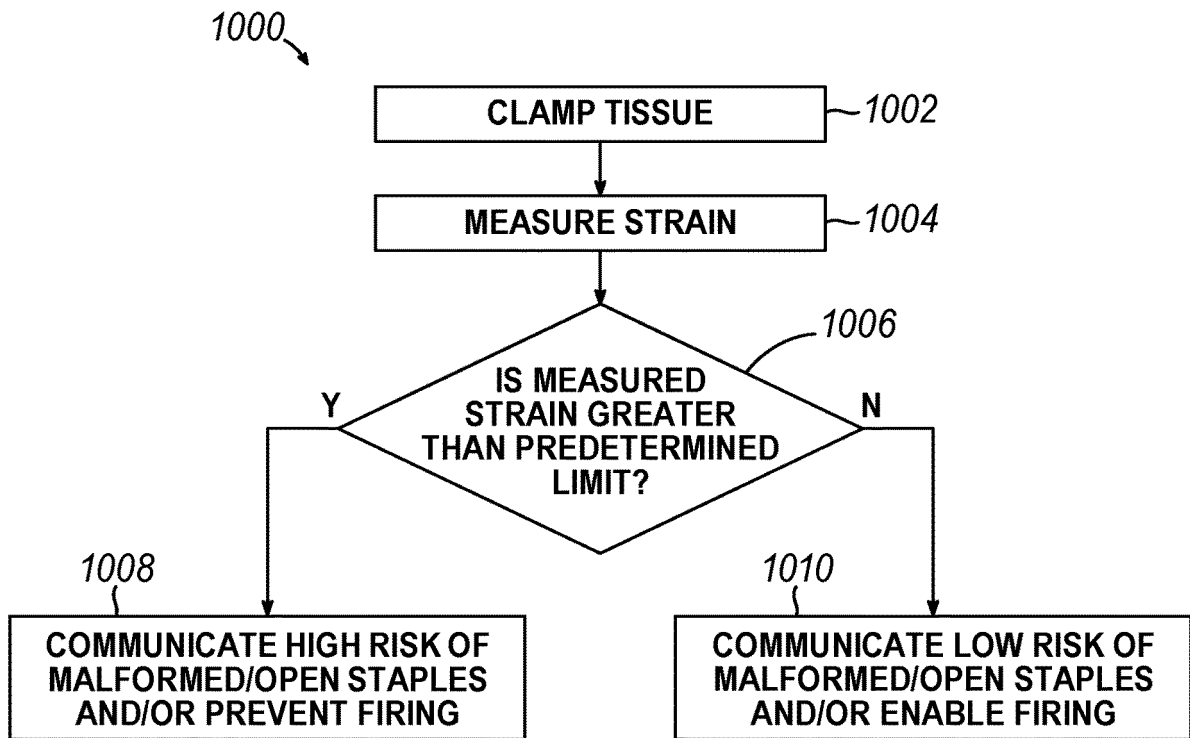 1000
CLAMP TISSUE
1002
MEASURE STRAIN
1004
1006
IS MEASURED
STRAIN GREATER
THAN PREDETERMINED
LIMIT?
Y
N
1008
COMMUNICATE HIGH RISK OF
MALFORMED/OPEN STAPLES
AND/OR PREVENT FIRING
1010
COMMUNICATE LOW RISK OF
MALFORMED/OPEN STAPLES
AND/OR ENABLE FIRING